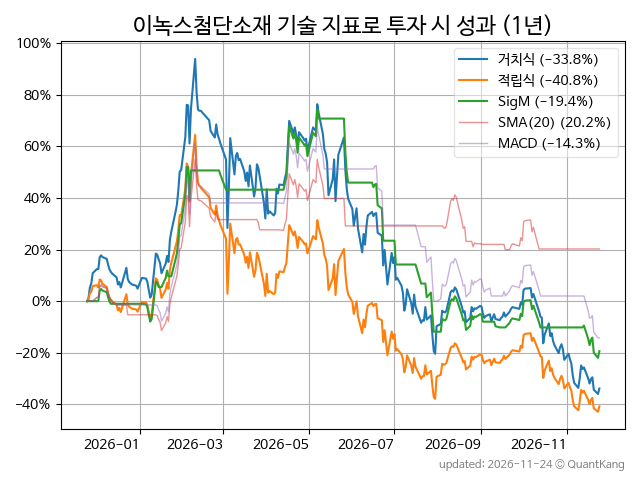 이녹스첨단소재 기술 지표로 투자 시 성과 (1년)
100%
80%
60%
40%
20%
0%
−20%
−40%
거치식 (−33.8%)
적립식 (−40.8%)
SigM (−19.4%)
SMA(20) (20.2%)
MACD (−14.3%)
2026-01 2026-03 2026-05 2026-07 2026-09 2026-11
updated: 2026-11-24 © QuantKang